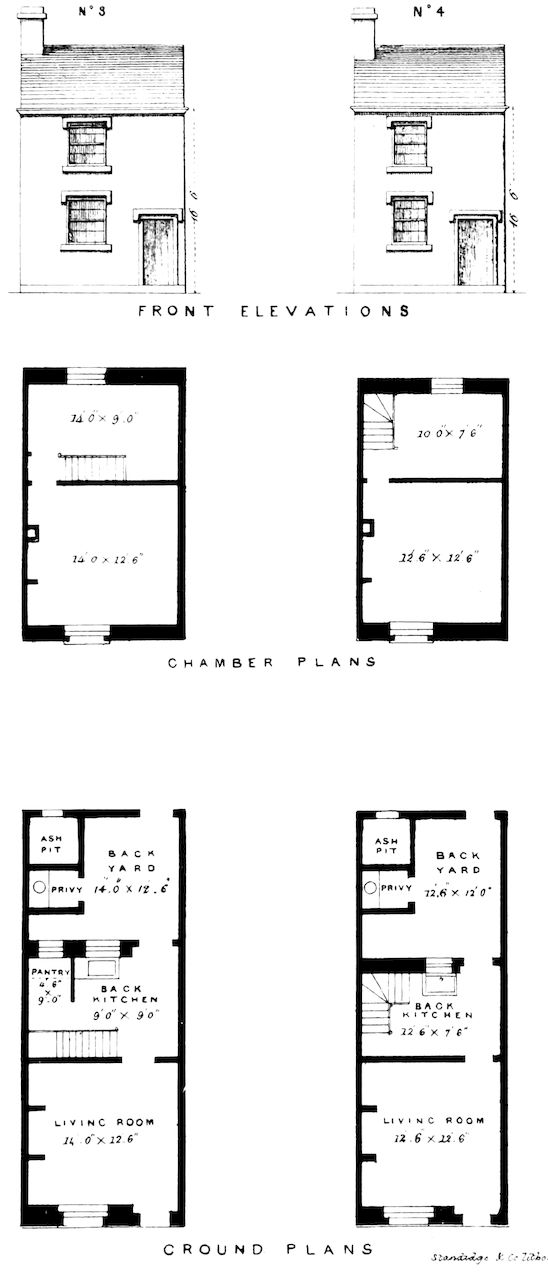 N° 3
N° 4
16' 6"
16' 6"
FRONT ELEVATIONS
14' 0" × 9' 0"
10' 0" × 7' 6"
14' 0 × 12' 6"
12' 6" × 12' 6"
CHAMBER PLANS
ASH
PIT
BACK
YARD
14' 0" × 12' 6"
PRIVY
PANTRY
4' 6"
×
9' 0"
BACK
KITCHEN
9' 0" × 9' 0"
LIVING ROOM
14' 0" × 12' 6"
ASH
PIT
BACK
YARD
12' 6" × 12' 0"
PRIVY
BACK
KITCHEN
12' 6" × 7' 6"
LIVING ROOM
12' 6" × 12' 6"
GROUND PLANS
Standidge & Co Litho